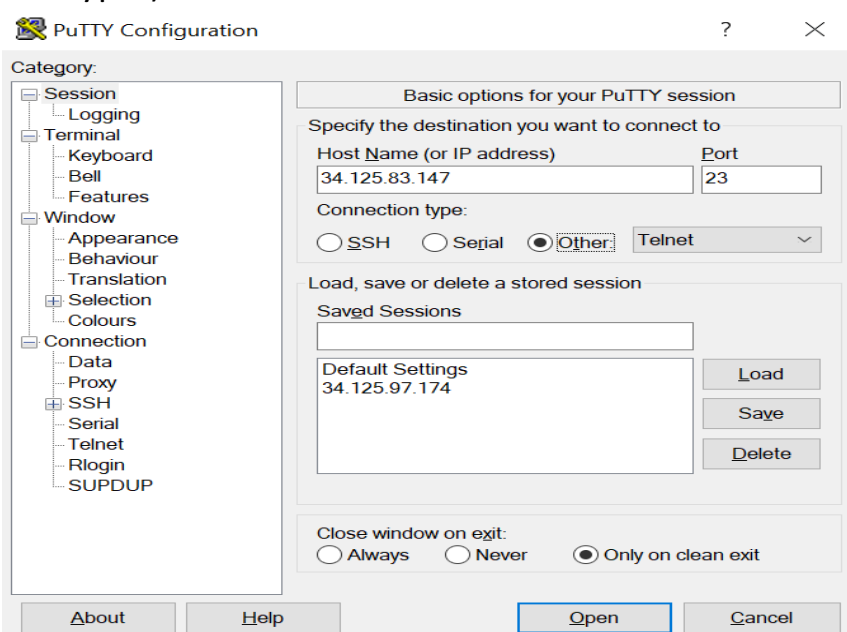 PuTTY Configuration ? ×
Category:
Session
Logging
Terminal
Keyboard
Bell
Features
Window
Appearance
Behaviour
Translation
Selection
Colours
Connection
Data
Proxy
SSH
Serial
Telnet
Rlogin
SUPDUP
Basic options for your PuTTY session
Specify the destination you want to connect to
Host Name (or IP address) Port
34.125.83.147 23
Connection type:
SSH Serial Other: Telnet
Load, save or delete a stored session
Saved Sessions
Default Settings
34.125.97.174
Load
Save
Delete
Close window on exit:
Always Never Only on clean exit
About Help Open Cancel